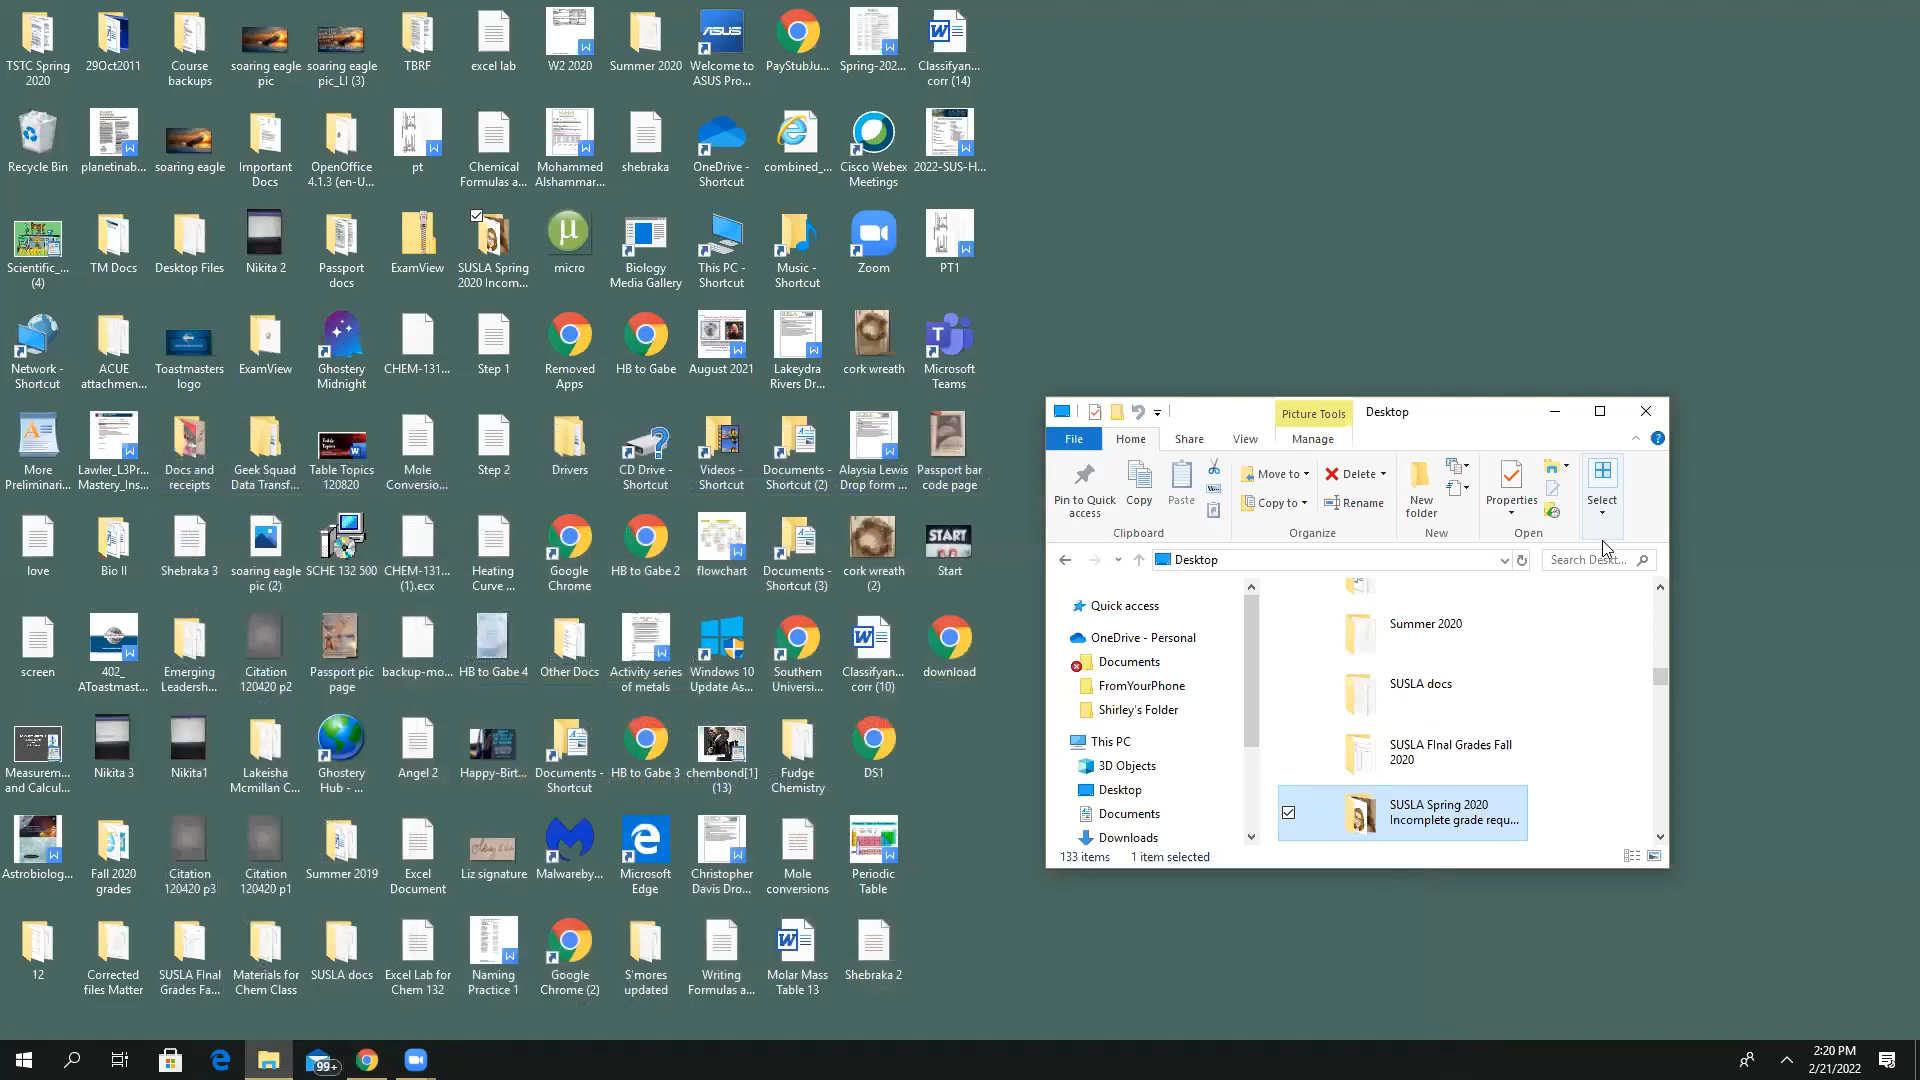 TSTC Spring
2020
29Oct2011
Course
backups
soaring eagle
pic
soaring eagle
pic_LI (3)
TBRF
excel lab
W2 2020
Summer 2020
Welcome to
ASUS Pro...
PayStubJu...
Spring-202...
Classifyan...
corr (14)
Recycle Bin
planetinab...
soaring eagle
Important
Docs
OpenOffice
4.1.3 (en-U...
pt
Chemical
Formulas a...
Mohammed
Alshammar...
shebraka
OneDrive -
Shortcut
combined_...
Cisco Webex
Meetings
2022-SUS-H...
Scientific_...
(4)
TM Docs
Desktop Files
Nikita 2
Passport
docs
ExamView
SUSLA Spring
2020 Incom...
micro
Biology
Media Gallery
This PC -
Shortcut
Music -
Shortcut
Zoom
PT1
Network -
Shortcut
ACUE
attachmen...
Toastmasters
logo
ExamView
Ghostery
Midnight
CHEM-131...
Step 1
Removed
Apps
HB to Gabe
August 2021
Lakeydra
Rivers Dr...
cork wreath
Microsoft
Teams
More
Preliminari...
Lawler_L3Pr...
Mastery_Ins...
Docs and
receipts
Geek Squad
Data Transf...
Table Topics
120820
Mole
Conversio...
Step 2
Drivers
CD Drive -
Shortcut
Videos -
Shortcut
Documents -
Shortcut (2)
Alaysia Lewis
Drop form ...
Passport bar
code page
love
Bio II
Shebraka 3
soaring eagle
pic (2)
SCHE 132 500
CHEM-131...
(1).ecx
Heating
Curve ...
Google
Chrome
HB to Gabe 2
flowchart
Documents -
Shortcut (3)
cork wreath
(2)
START
Start
screen
402_
AToastmast...
Emerging
Leadersh...
Citation
120420 p2
Passport pic
page
backup-mo...
HB to Gabe 4
Other Docs
Activity series
of metals
Windows 10
Update As...
Southern
Universi...
Classifyan...
corr (10)
download
Measurem...
and Calcul...
Nikita 3
Nikita1
Lakeisha
Mcmillan C...
Ghostery
Hub - ...
Angel 2
Happy-Birt...
Documents -
Shortcut
HB to Gabe 3
chembond[1]
(13)
Fudge
Chemistry
DS1
Astrobiolog...
Fall 2020
grades
Citation
120420 p3
Citation
120420 p1
Summer 2019
Excel
Document
Liz signature
Malwareby...
Microsoft
Edge
Christopher
Davis Dro...
Mole
conversions
Periodic
Table
12
Corrected
files Matter
SUSLA FInal
Grades Fa...
Materials for
Chem Class
SUSLA docs
Excel Lab for
Chem 132
Naming
Practice 1
Google
Chrome (2)
S'mores
updated
Writing
Formulas a...
Molar Mass
Table 13
Shebraka 2
Picture Tools
Desktop
File
Home
Share
View
Manage
Pin to Quick
access
Copy
Paste
Move to
Copy to
Delete
Rename
New
folder
Properties
Select
Clipboard
Organize
New
Open
Desktop
Search Deskt...
Quick access
OneDrive - Personal
Documents
FromYourPhone
Shirley's Folder
This PC
3D Objects
Desktop
Documents
Downloads
Summer 2020
SUSLA docs
SUSLA FInal Grades Fall
2020
SUSLA Spring 2020
Incomplete grade requ...
133 items
1 item selected
99+
2:20 PM
2/21/2022